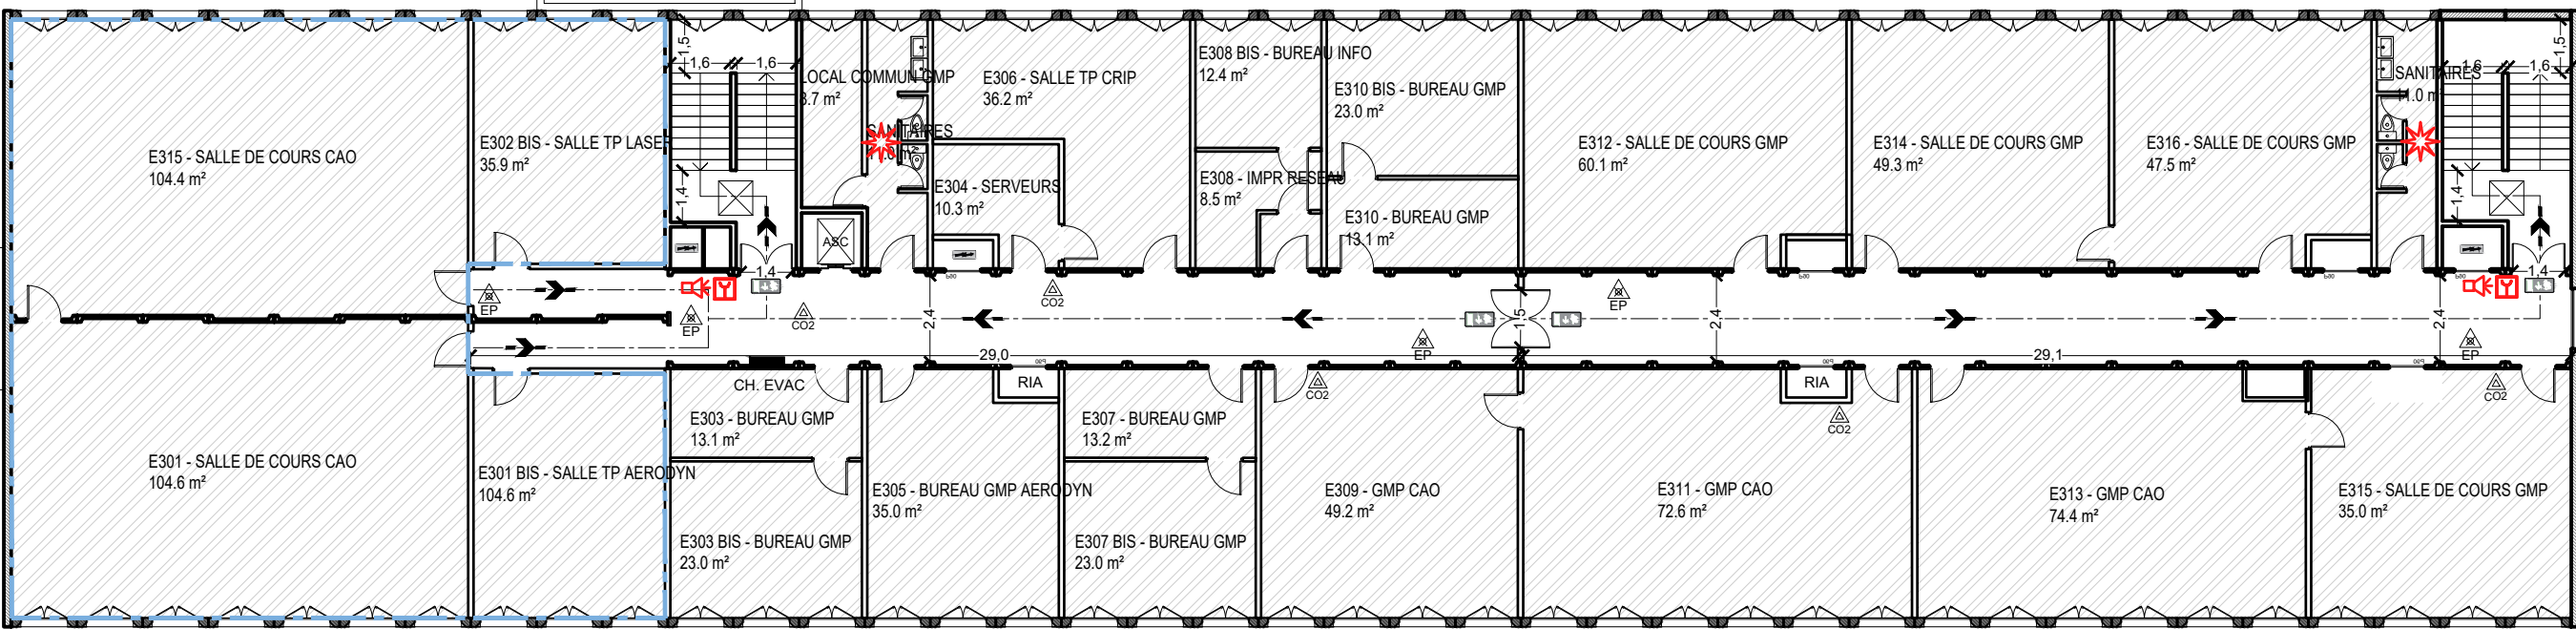 E315 - SALLE DE COURS CAO
104.4 m²
E302 BIS - SALLE TP LASER
35.9 m²
1,5
1,6
1,6
1,4
1,4
LOCAL COMMUN GMP
8.7 m²
SANITAIRES
11.0 m²
ASC
E306 - SALLE TP CRIP
36.2 m²
E304 - SERVEURS
10.3 m²
E308 BIS - BUREAU INFO
12.4 m²
E308 - IMPR RESEAU
8.5 m²
E310 BIS - BUREAU GMP
23.0 m²
E310 - BUREAU GMP
13.1 m²
E312 - SALLE DE COURS GMP
60.1 m²
E314 - SALLE DE COURS GMP
49.3 m²
E316 - SALLE DE COURS GMP
47.5 m²
SANITAIRES
11.0 m²
1,6
1,6
1,5
1,4
1,4
EP
EP
CO2
2,4
CO2
EP
1,5
EP
2,4
2,4
EP
29,0
29,1
CH. EVAC
RIA
CO2
RIA
CO2
CO2
E301 - SALLE DE COURS CAO
104.6 m²
E301 BIS - SALLE TP AERODYN
104.6 m²
E303 - BUREAU GMP
13.1 m²
E303 BIS - BUREAU GMP
23.0 m²
E305 - BUREAU GMP AERODYN
35.0 m²
E307 - BUREAU GMP
13.2 m²
E307 BIS - BUREAU GMP
23.0 m²
E309 - GMP CAO
49.2 m²
E311 - GMP CAO
72.6 m²
E313 - GMP CAO
74.4 m²
E315 - SALLE DE COURS GMP
35.0 m²